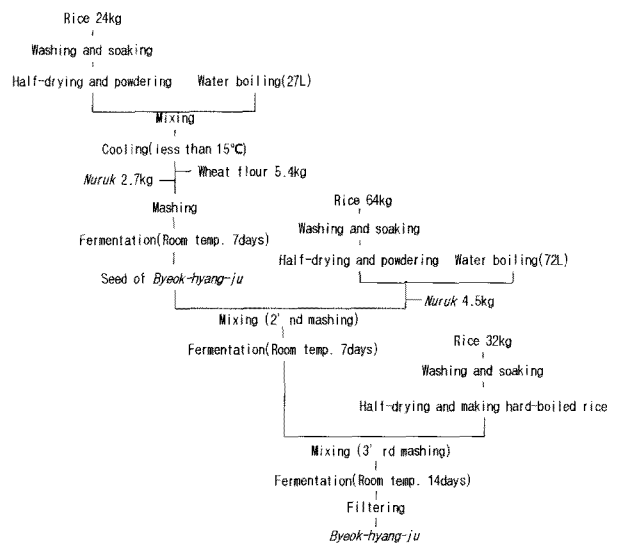 Rice 24kg
Washing and soaking
Half-drying and powdering Water boiling(27L)
Mixing
Cooling(less than 15℃)
Wheat flour 5.4kg
Nuruk 2.7kg
Mashing
Fermentation(Room temp. 7days)
Seed of Byeok-hyang-ju
Rice 64kg
Washing and soaking
Half-drying and powdering Water boiling(72L)
Nuruk 4.5kg
Mixing (2' nd mashing)
Fermentation(Room temp. 7days)
Rice 32kg
Washing and soaking
Half-drying and making hard-boiled rice
Mixing (3' rd mashing)
Fermentation(Room temp. 14days)
Filtering
Byeok-hyang-ju